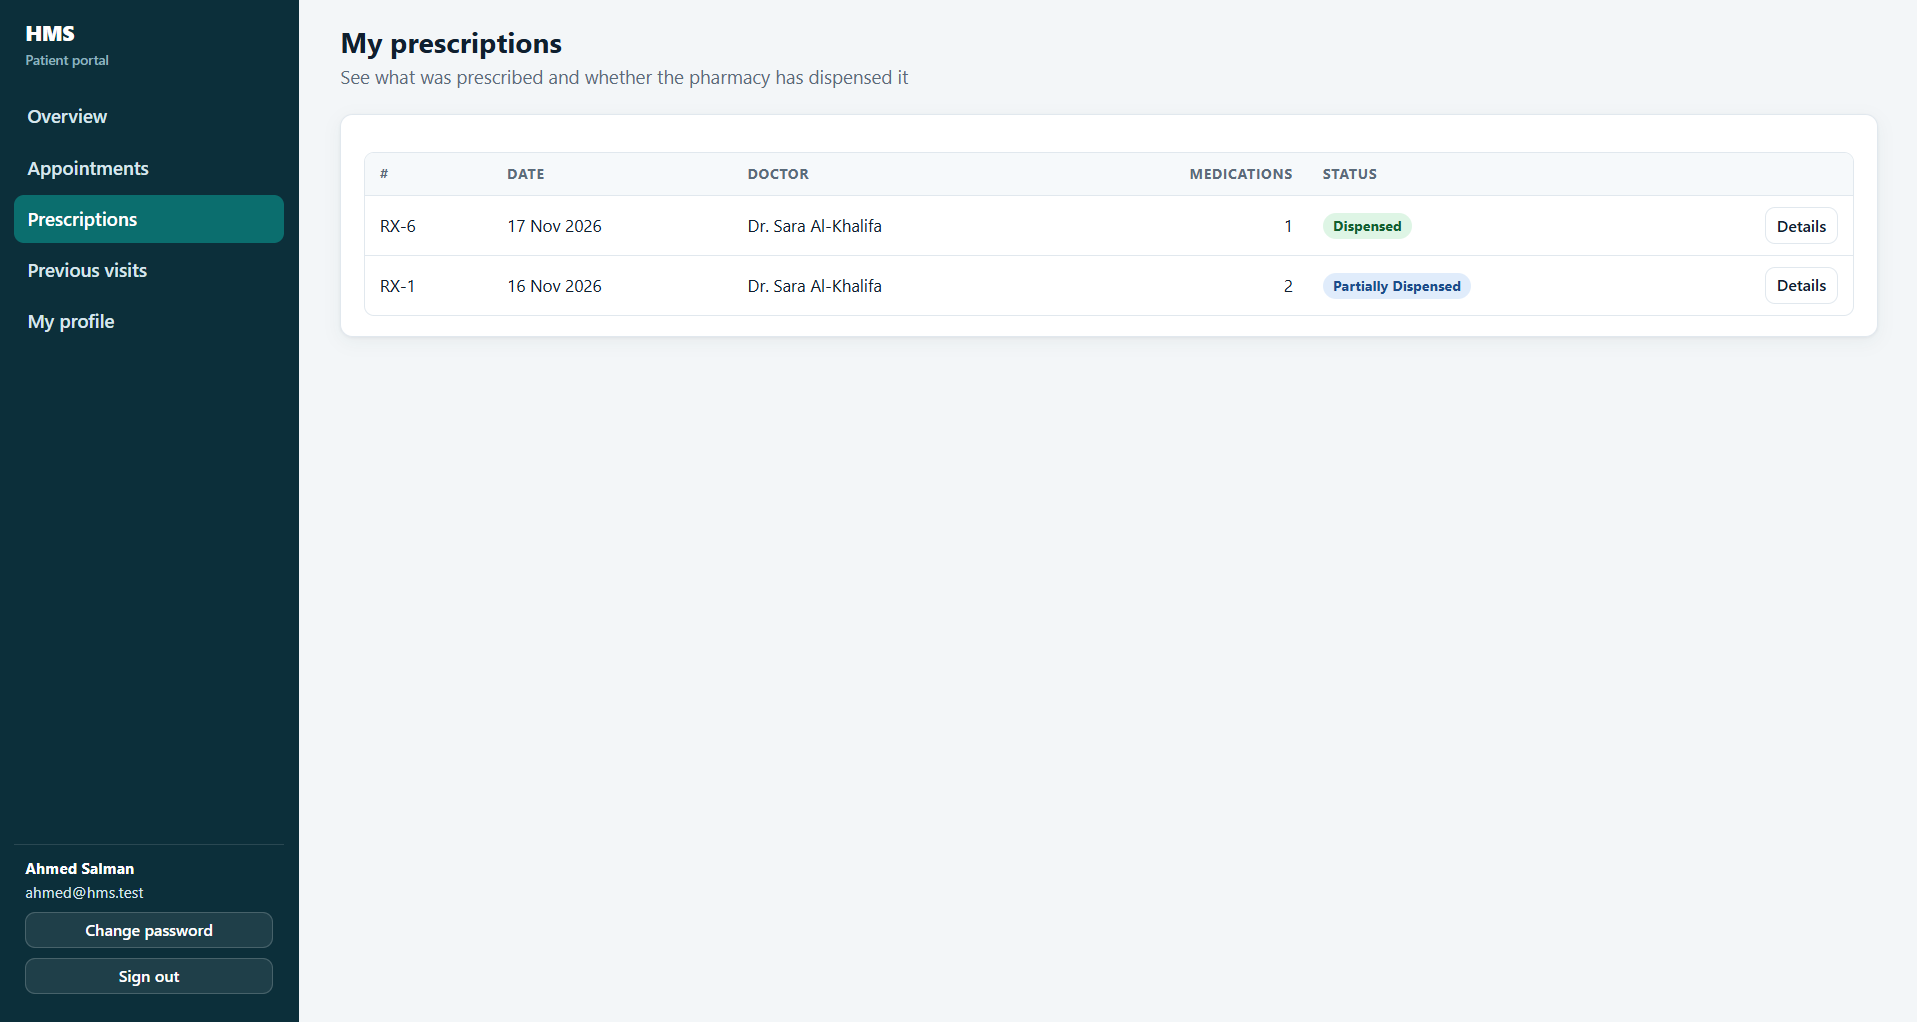 HMS
Patient portal
Overview
Appointments
Prescriptions
Previous visits
My profile
Ahmed Salman
ahmed@hms.test
Change password
Sign out
My prescriptions
See what was prescribed and whether the pharmacy has dispensed it
# DATE DOCTOR MEDICATIONS STATUS
RX-6 17 Nov 2026 Dr. Sara Al-Khalifa 1 Dispensed Details
RX-1 16 Nov 2026 Dr. Sara Al-Khalifa 2 Partially Dispensed Details